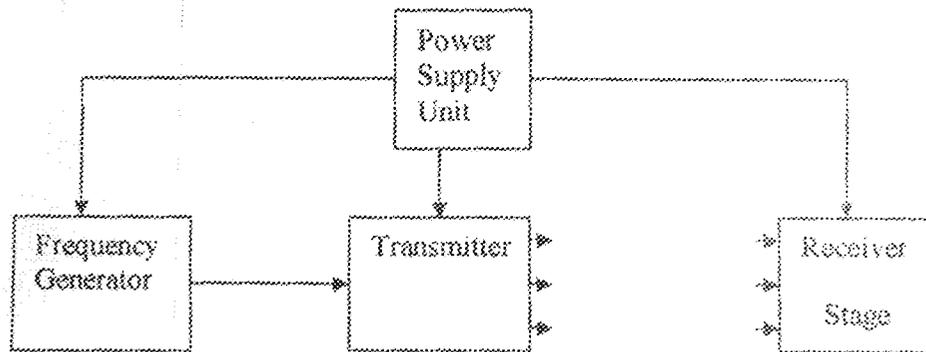 Power
Supply
Unit
Frequency
Generator
Transmitter
Receiver
Stage